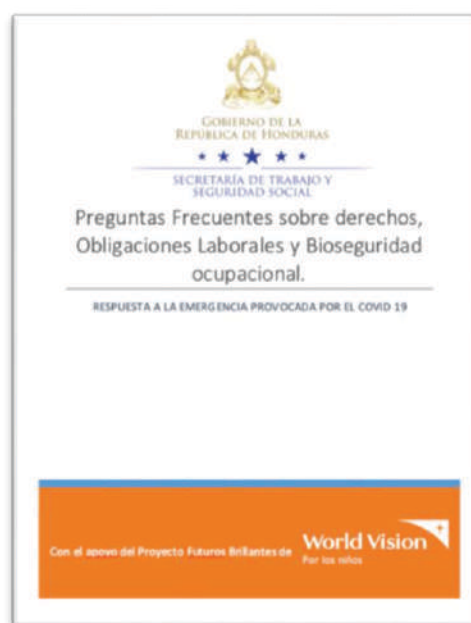 GOBIERNO DE LA
REPÚBLICA DE HONDURAS
SECRETARÍA DE TRABAJO Y
SEGURIDAD SOCIAL
Preguntas Frecuentes sobre derechos,
Obligaciones Laborales y Bioseguridad
ocupacional.
RESPUESTA A LA EMERGENCIA PROVOCADA POR EL COVID 19
Con el apoyo del Proyecto Futuros Brillantes de
World Vision
Por los niños